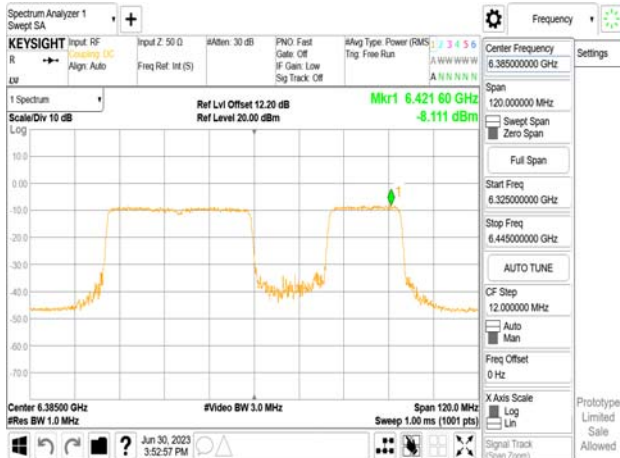 Spectrum Analyzer 1
Swept SA
+
Frequency
KEYSIGHT
R
Input: RF
Coupling: DC
Align: Auto
Input Z: 50 Ω
Freq Ref: Int (S)
#Atten: 30 dB
PNO: Fast
Gate: Off
IF Gain: Low
Sig Track: Off
#Avg Type: Power (RMS
Trig: Free Run
1 2 3 4 5 6
A W W W W W
A N N N N N
1 Spectrum
Scale/Div 10 dB
Log
Ref Lvl Offset 12.20 dB
Ref Level 20.00 dBm
Mkr1 6.421 60 GHz
-8.111 dBm
1
10.0
0.00
-10.0
-20.0
-30.0
-40.0
-50.0
-60.0
-70.0
Center 6.38500 GHz
#Res BW 1.0 MHz
#Video BW 3.0 MHz
Span 120.0 MHz
Sweep 1.00 ms (1001 pts)
Jun 30, 2023
3:52:57 PM
Center Frequency
6.385000000 GHz
Span
120.000000 MHz
Swept Span
Zero Span
Full Span
Start Freq
6.325000000 GHz
Stop Freq
6.445000000 GHz
AUTO TUNE
CF Step
12.000000 MHz
Auto
Man
Freq Offset
0 Hz
X Axis Scale
Log
Lin
Signal Track
(Span Zoom)
Settings
Prototype
Limited
Sale
Allowed